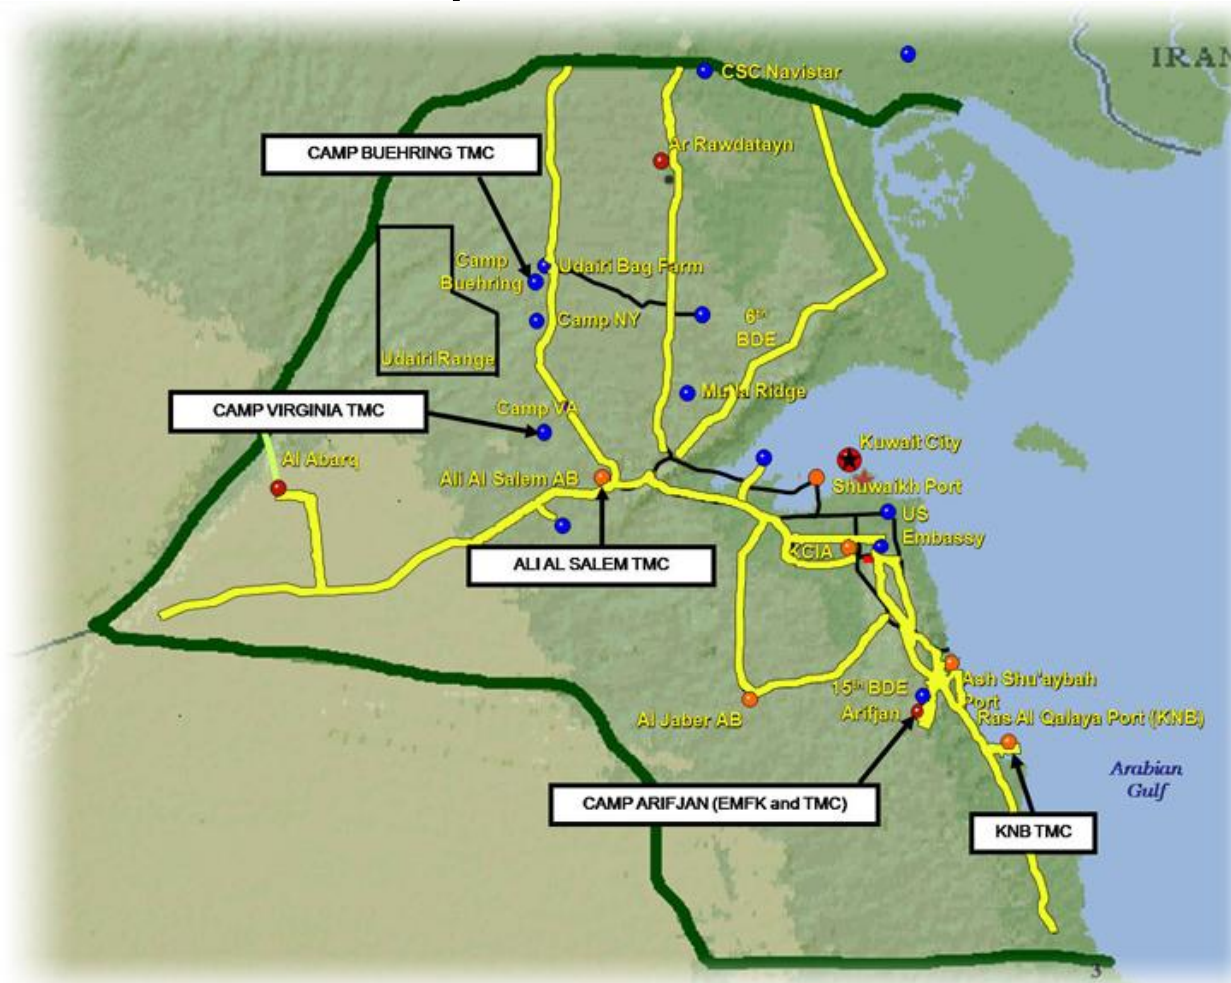 IRAN
CSC Navistar
Ar Rawdatayn
CAMP BUEHRING TMC
Camp
Buehring
Udairi Bag Farm
Camp NY
6th
BDE
Udairi Range
Mutla Ridge
CAMP VIRGINIA TMC
Camp VA
Al Abarq
Kuwait City
Ali Al Salem AB
Shuwaikh Port
US
Embassy
KCIA
ALI AL SALEM TMC
15th BDE
Arifjan
Ash Shu'aybah
Port
Al Jaber AB
Ras Al Qalaya Port (KNB)
Arabian
Gulf
CAMP ARIFJAN (EMFK and TMC)
KNB TMC
3